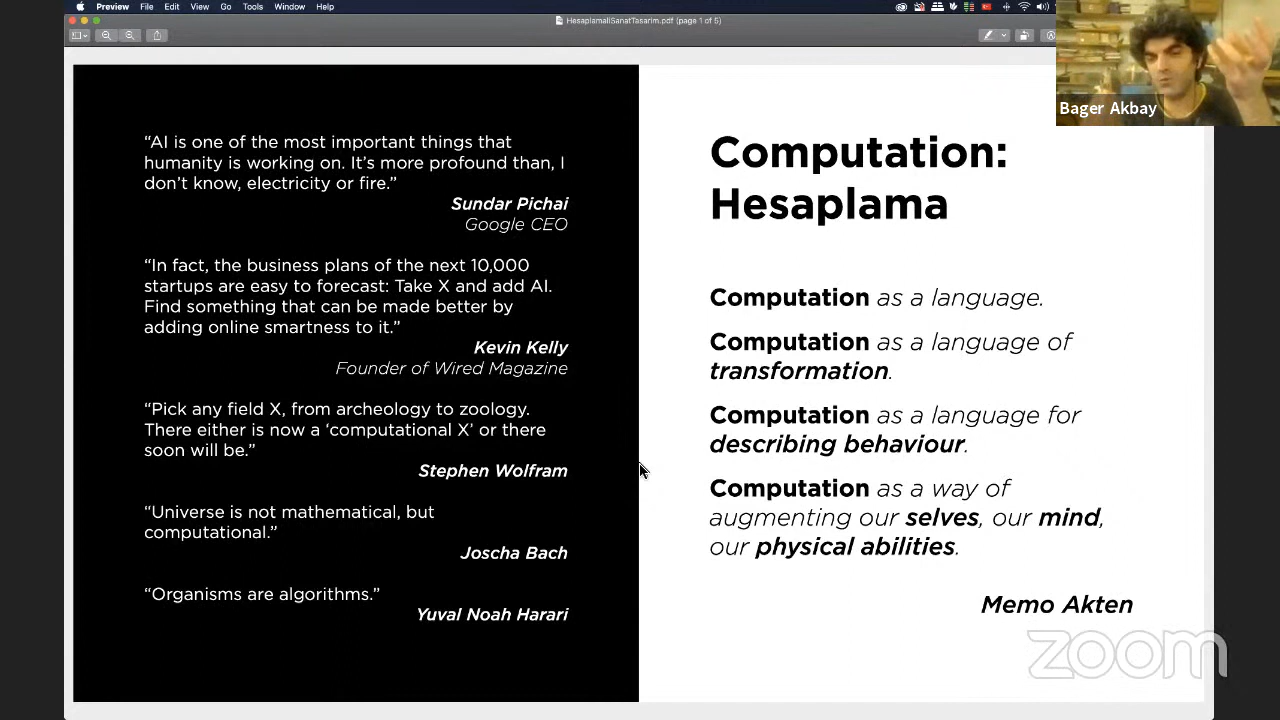 Preview File Edit View Go Tools Window Help
HesaplamaliSanatTasarim.pdf (page 1 of 5)
“AI is one of the most important things that
humanity is working on. It’s more profound than, I
don’t know, electricity or fire.”
Sundar Pichai
Google CEO
“In fact, the business plans of the next 10,000
startups are easy to forecast: Take X and add AI.
Find something that can be made better by
adding online smartness to it.”
Kevin Kelly
Founder of Wired Magazine
“Pick any field X, from archeology to zoology.
There either is now a ‘computational X’ or there
soon will be.”
Stephen Wolfram
“Universe is not mathematical, but
computational.”
Joscha Bach
“Organisms are algorithms.”
Yuval Noah Harari
Computation:
Hesaplama
Computation as a language.
Computation as a language of
transformation.
Computation as a language for
describing behaviour.
Computation as a way of
augmenting our selves, our mind,
our physical abilities.
Memo Akten
Bager Akbay
zoom